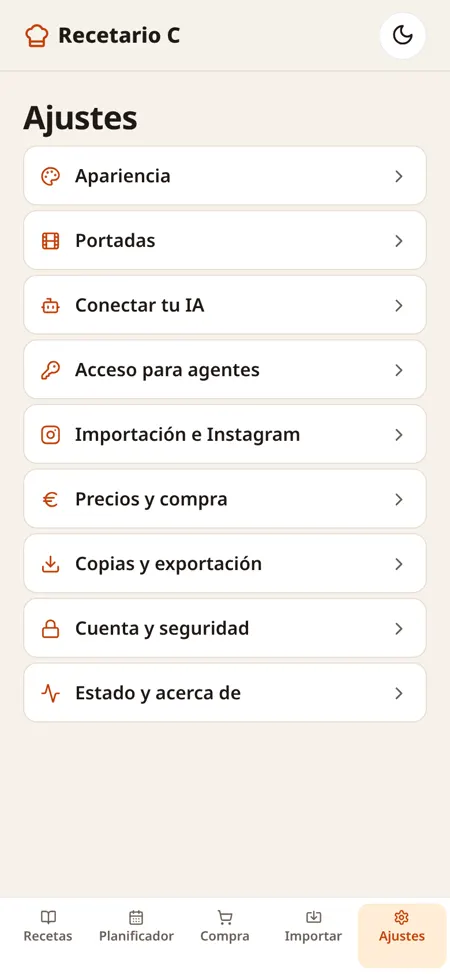 Recetario C
Ajustes
Apariencia
Portadas
Conectar tu IA
Acceso para agentes
Importación e Instagram
Precios y compra
Copias y exportación
Cuenta y seguridad
Estado y acerca de
Recetas
Planificador
Compra
Importar
Ajustes